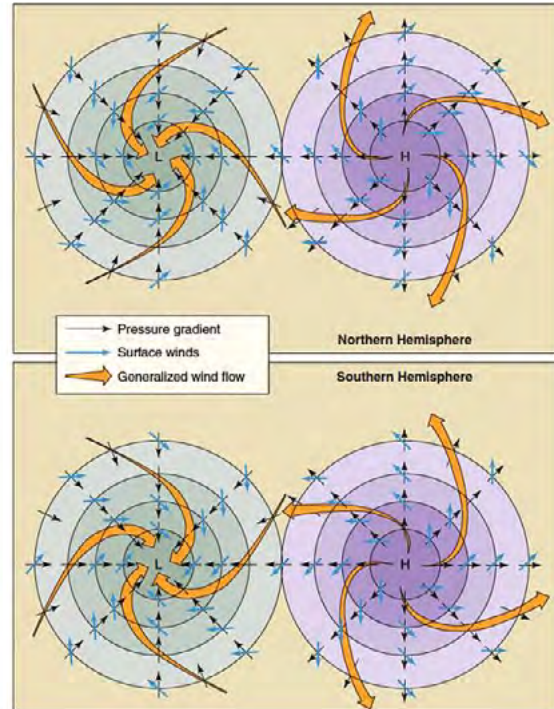 L
H
Pressure gradient
Surface winds
Generalized wind flow
Northern Hemisphere
Southern Hemisphere
L
H